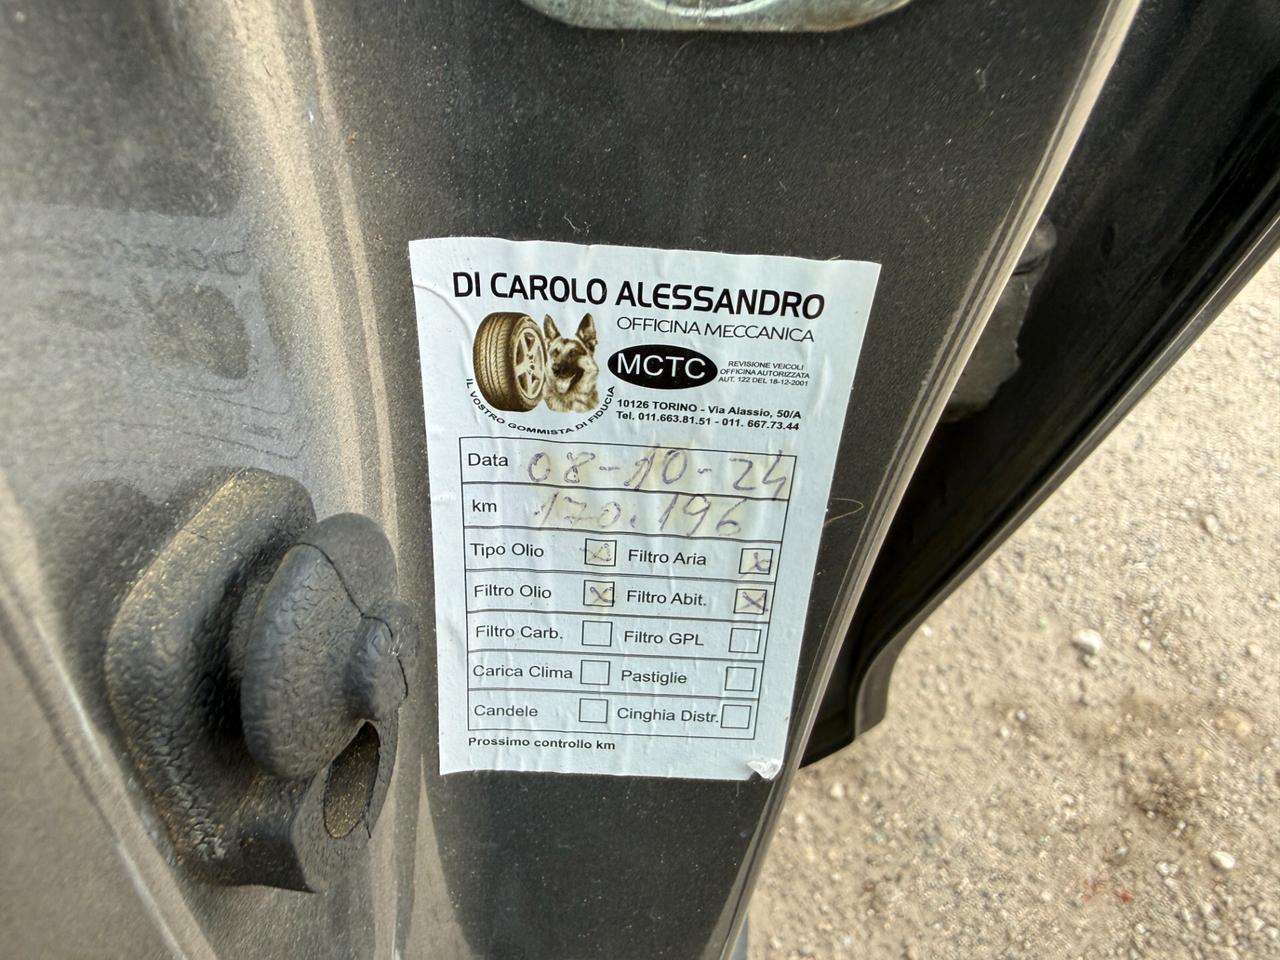 DI CAROLO ALESSANDRO
OFFICINA MECCANICA
MCTC
REVISIONE VEICOLI
OFFICINA AUTORIZZATA
AUT. 122 DEL 18-12-2001
IL VOSTRO GOMMISTA DI FIDUCIA
10126 TORINO - Via Alassio, 50/A
Tel. 011.663.81.51 - 011. 667.73.44
Data 08-10-24
km 170.196
Tipo Olio X Filtro Aria X
Filtro Olio X Filtro Abit. X
Filtro Carb. Filtro GPL
Carica Clima Pastiglie
Candele Cinghia Distr.
Prossimo controllo km